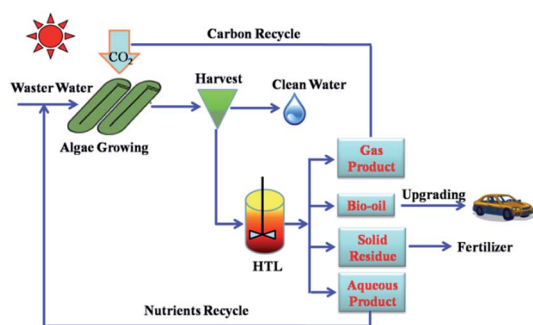 Carbon Recycle
CO₂
Waster Water
Harvest
Clean Water
Algae Growing
Gas
Product
Bio-oil
Upgrading
Solid
Residue
Fertilizer
HTL
Aqueous
Product
Nutrients Recycle